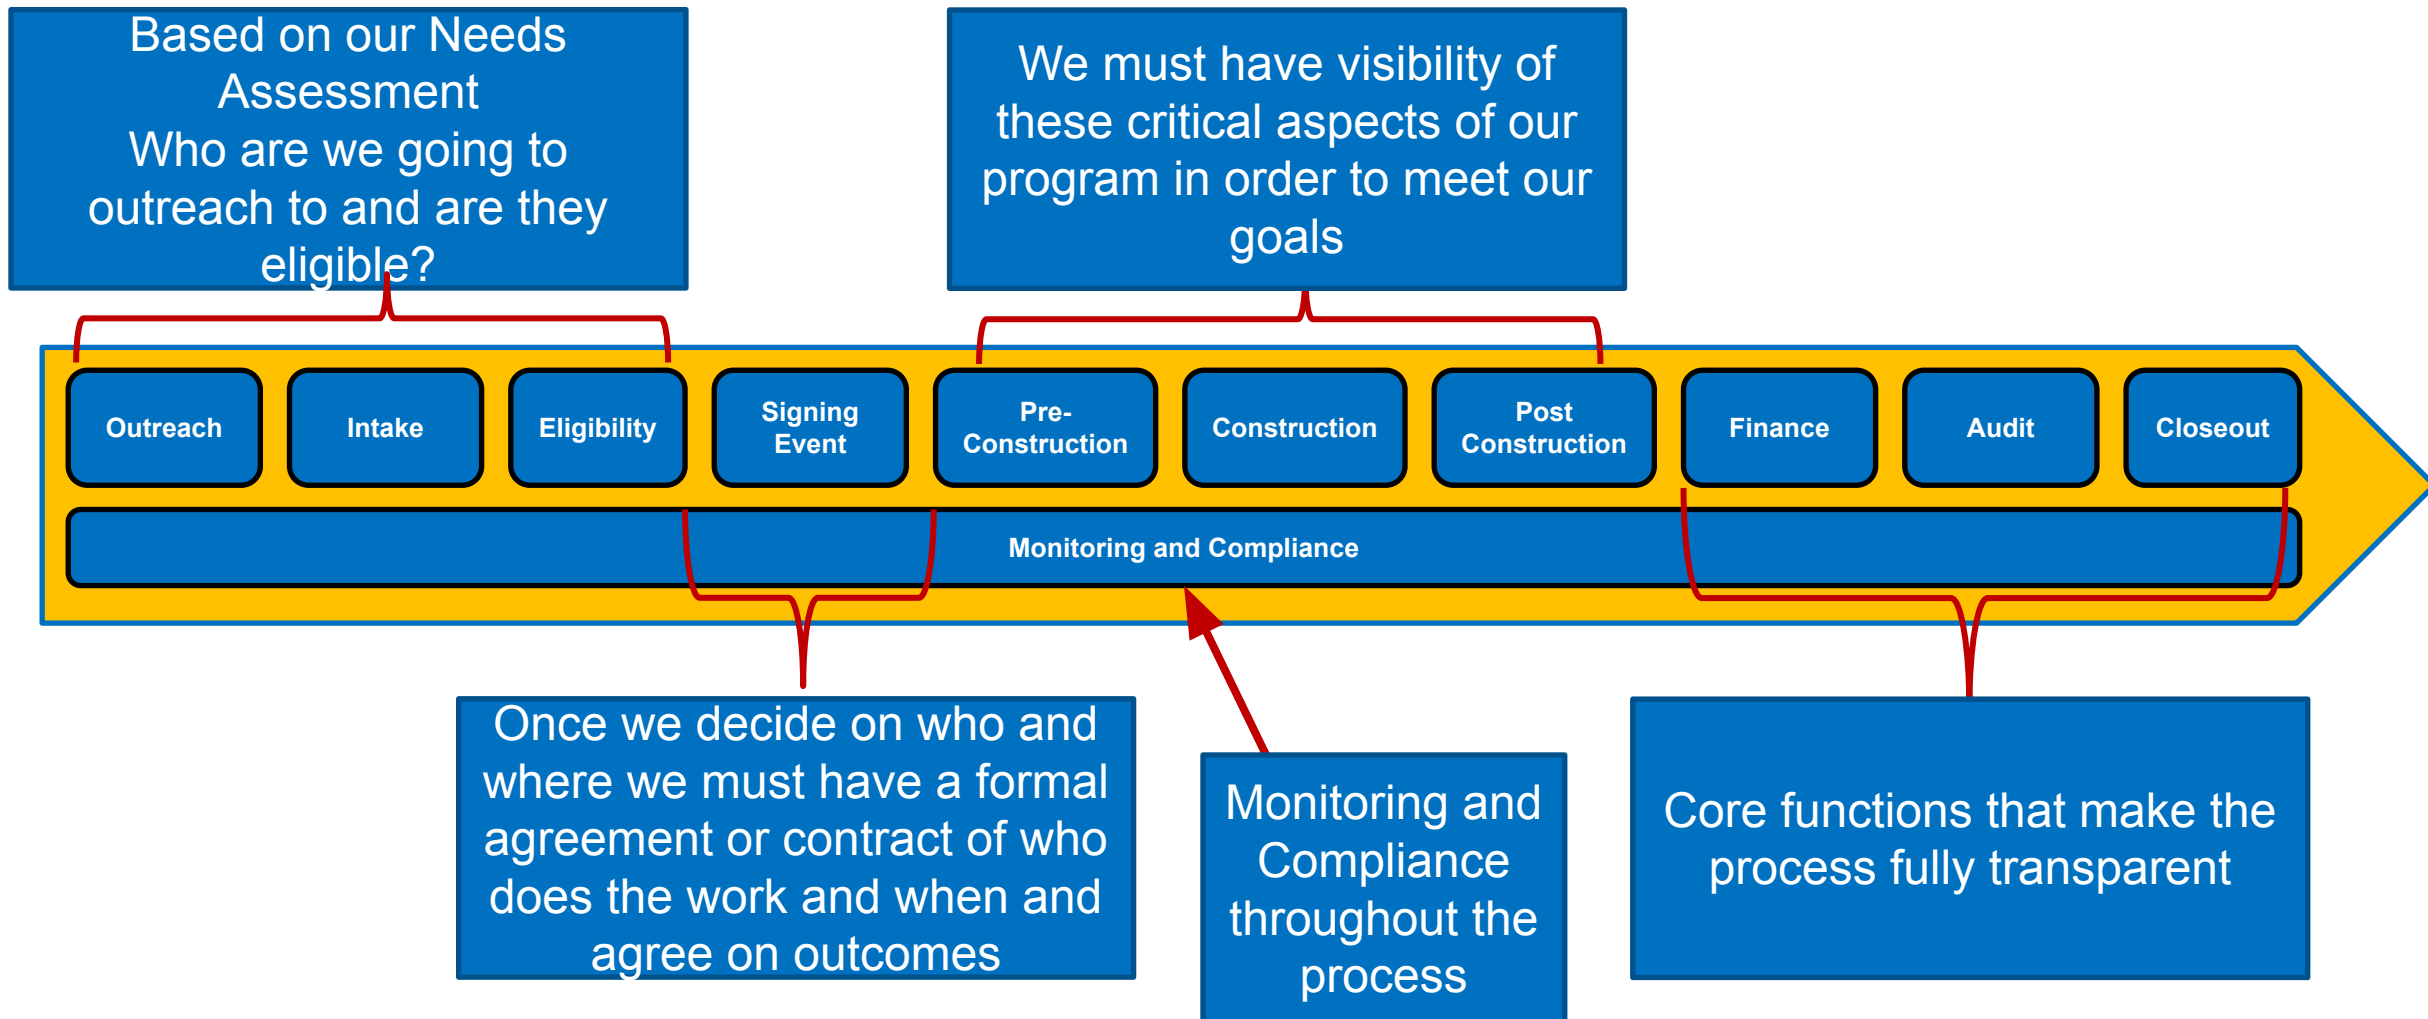 Based on our Needs
Assessment
Who are we going to
outreach to and are they
eligible?
We must have visibility of
these critical aspects of our
program in order to meet our
goals
Outreach
Intake
Eligibility
Signing
Event
Pre-
Construction
Construction
Post
Construction
Finance
Audit
Closeout
Monitoring and Compliance
Once we decide on who and
where we must have a formal
agreement or contract of who
does the work and when and
agree on outcomes
Monitoring and
Compliance
throughout the
process
Core functions that make the
process fully transparent